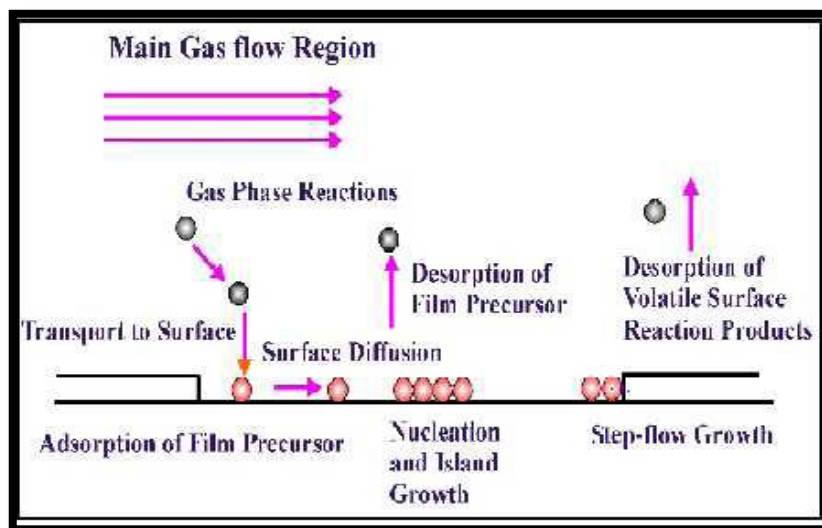 Main Gas flow Region
Gas Phase Reactions
Desorption of
Film Precursor
Desorption of
Volatile Surface
Reaction Products
Transport to Surface
Surface Diffusion
Adsorption of Film Precursor
Nucleation
and Island
Growth
Step-flow Growth